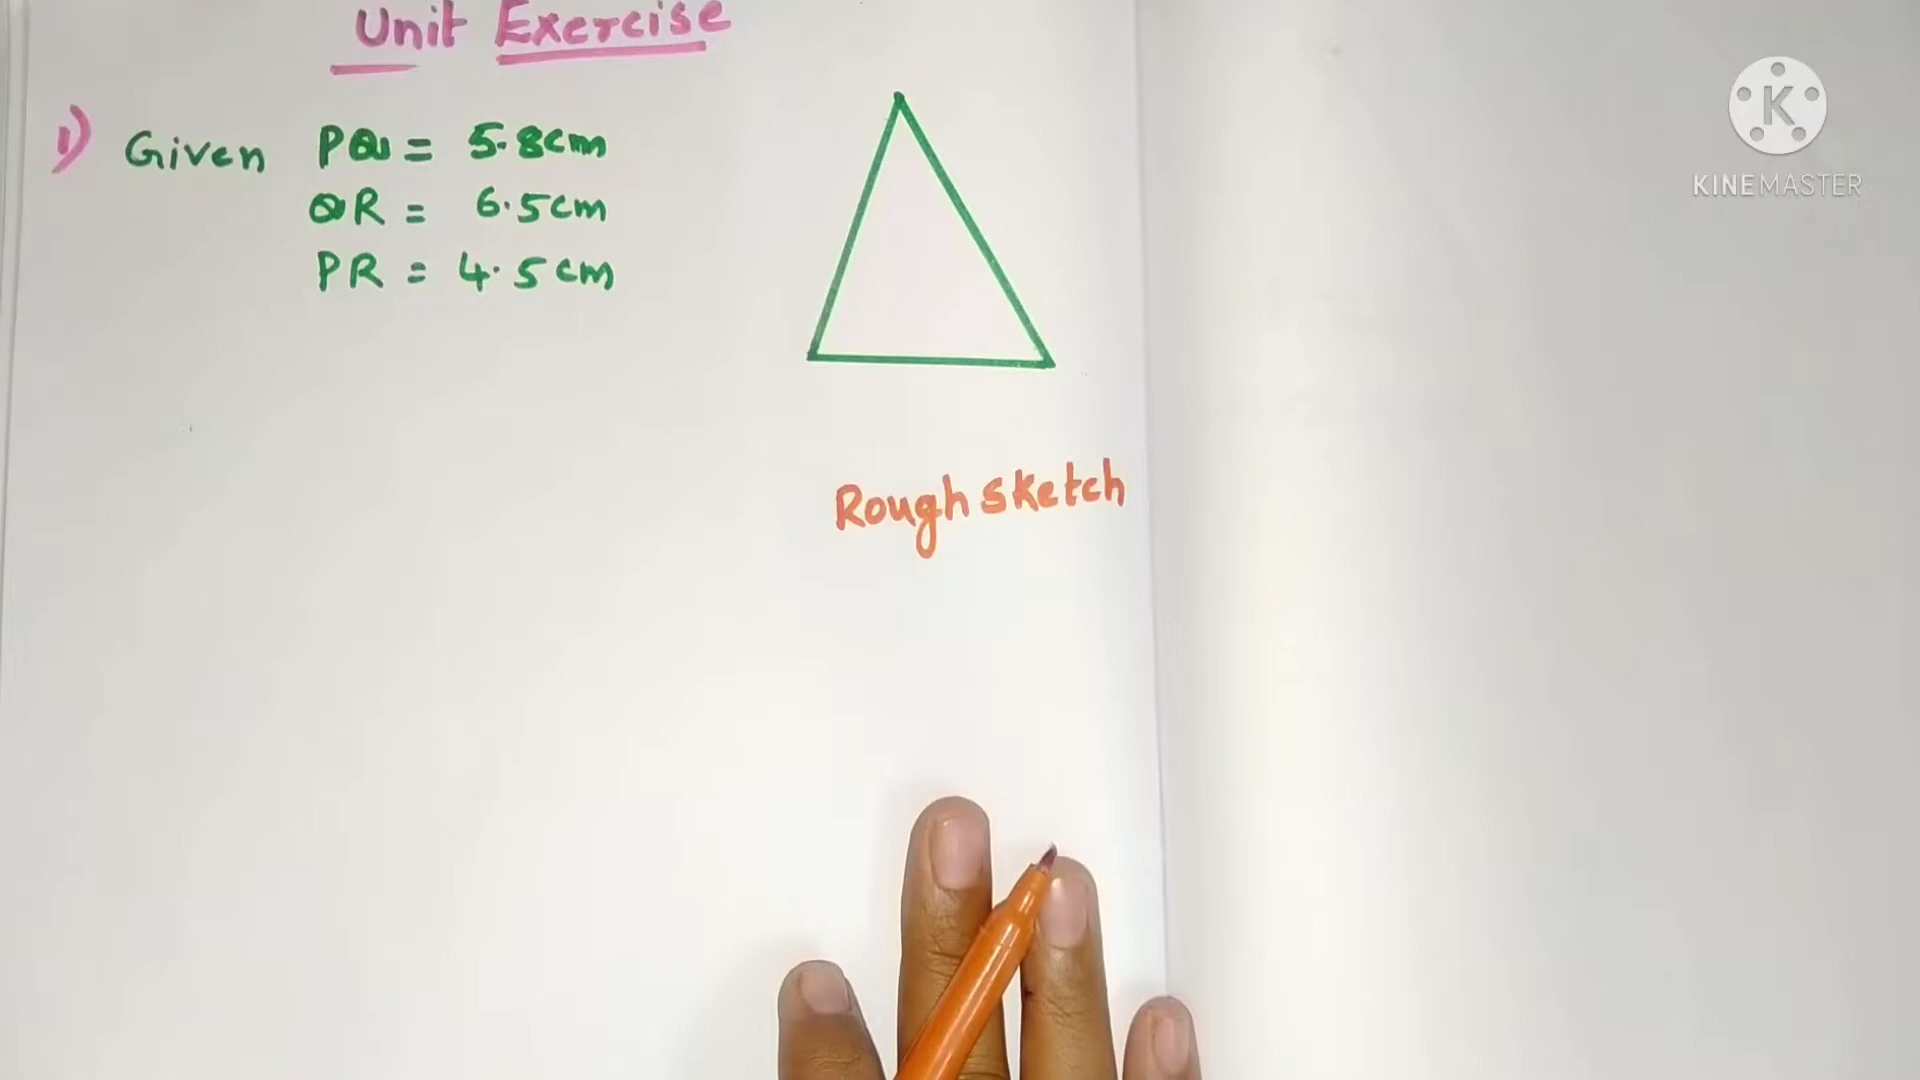 Unit Exercise
1) Given PQ = 5.8cm
QR = 6.5cm
PR = 4.5cm
Rough sketch
K
KINEMASTER